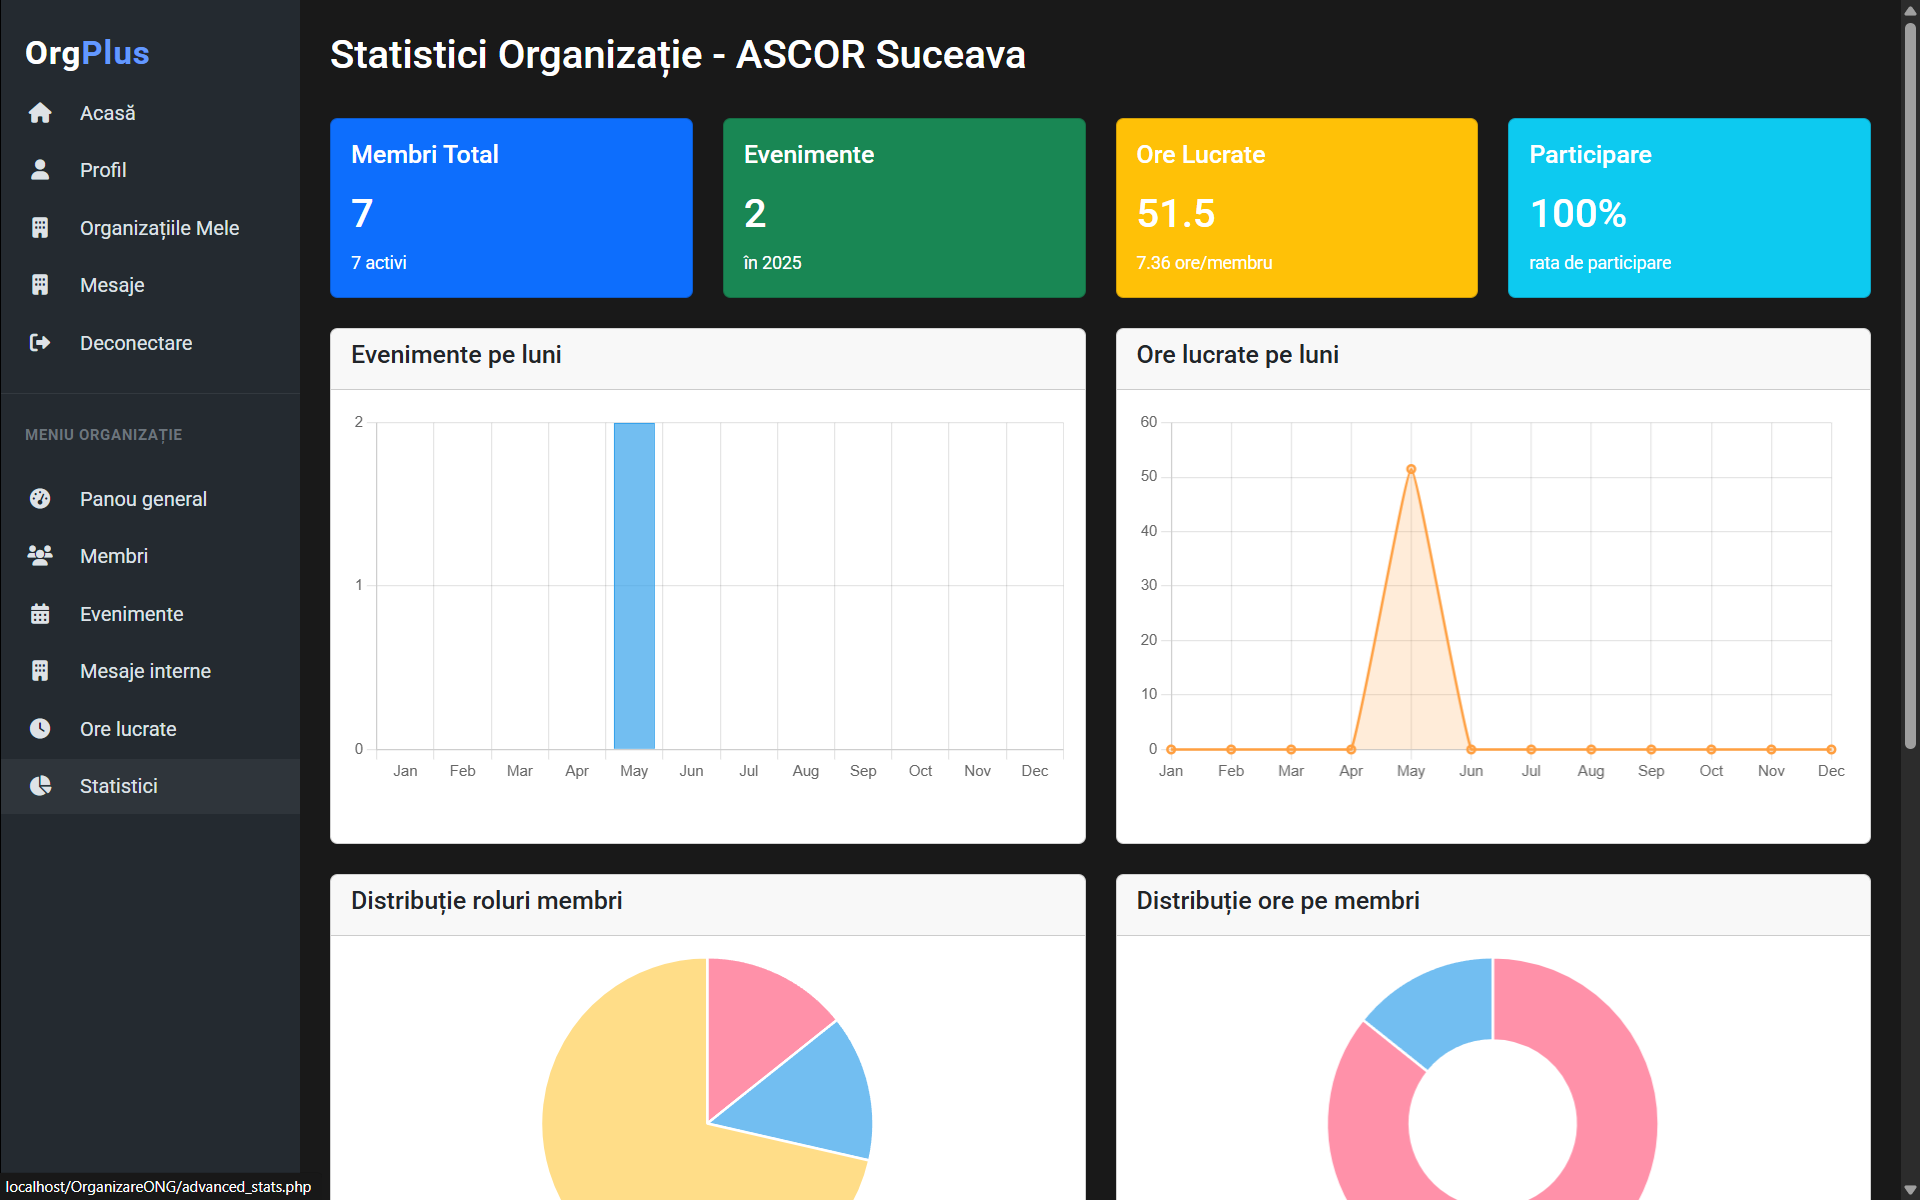 OrgPlus
Acasă
Profil
Organizațiile Mele
Mesaje
Deconectare
MENIU ORGANIZAȚIE
Panou general
Membri
Evenimente
Mesaje interne
Ore lucrate
Statistici
localhost/OrganizareONG/advanced_stats.php
Statistici Organizație - ASCOR Suceava
Membri Total
7
7 activi
Evenimente
2
în 2025
Ore Lucrate
51.5
7.36 ore/membru
Participare
100%
rata de participare
Evenimente pe luni
2
1
0
Jan Feb Mar Apr May Jun Jul Aug Sep Oct Nov Dec
Ore lucrate pe luni
60
50
40
30
20
10
0
Jan Feb Mar Apr May Jun Jul Aug Sep Oct Nov Dec
Distribuție roluri membri
Distribuție ore pe membri